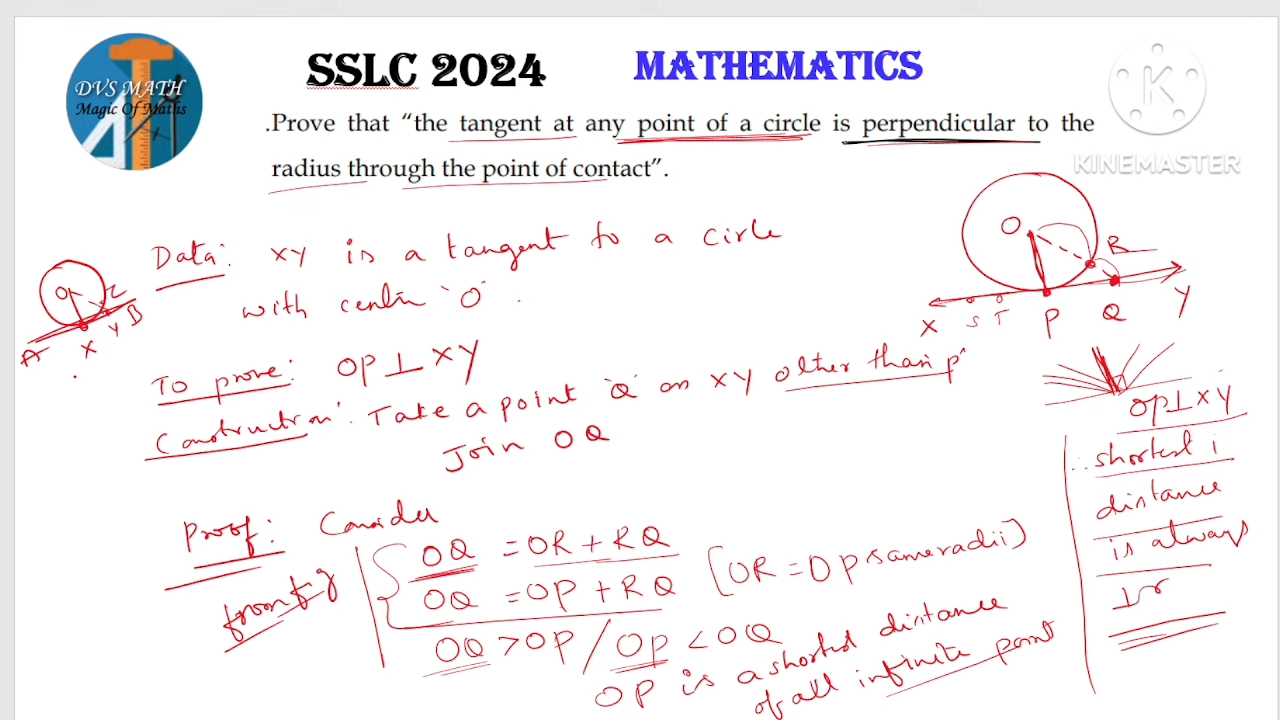 DVS MATH
Magic Of Maths
SSLC 2024 MATHEMATICS
.Prove that “the tangent at any point of a circle is perpendicular to the
radius through the point of contact”.
K
KINEMASTER
Data: XY is a tangent to a circle
with centre 'O'.
To prove: OP⊥XY
Construction: Take a point 'Q' on XY other than P
Join OQ
Proof: Consider
from fig
OQ = OR + RQ
OQ = OP + RQ [OR = OP same radii)
OQ > OP / OP < OQ
OP is a shorted distance
of all infinite point
O
A
X
Y
B
O
R
X
S
T
P
Q
Y
OP⊥XY
∴ shortest
distance
is always
⊥r